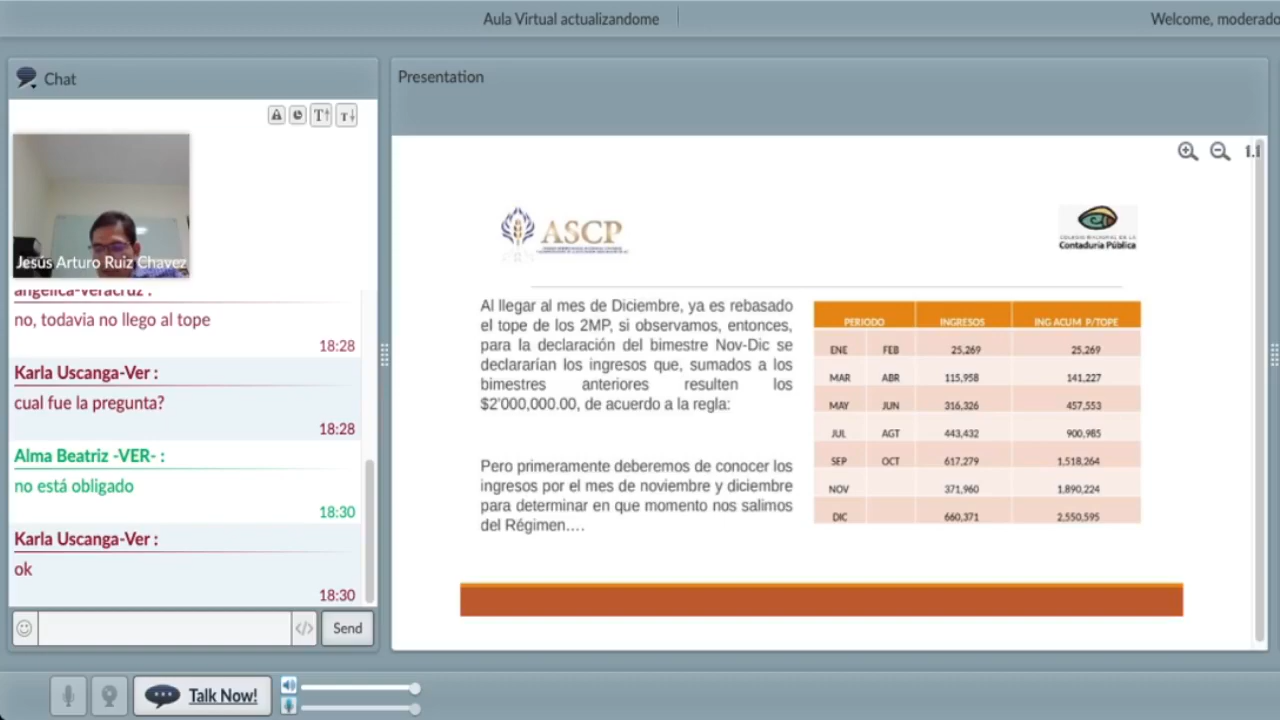 Aula Virtual actualizandome
Welcome, moderado
Chat
Presentation
Jesús Arturo Ruiz Chavez
angelica-veracruz :
no, todavia no llego al tope
18:28
Karla Uscanga-Ver :
cual fue la pregunta?
18:28
Alma Beatriz -VER- :
no está obligado
18:30
Karla Uscanga-Ver :
ok
18:30
Send
Talk Now!
ASCP
Contaduría Pública
Al llegar al mes de Diciembre, ya es rebasado
el tope de los 2MP, si observamos, entonces,
para la declaración del bimestre Nov-Dic se
declararían los ingresos que, sumados a los
bimestres anteriores resulten los
$2'000,000.00, de acuerdo a la regla:
Pero primeramente deberemos de conocer los
ingresos por el mes de noviembre y diciembre
para determinar en que momento nos salimos
del Régimen….
PERIODO INGRESOS ING ACUM P/TOPE
ENE FEB 25,269 25,269
MAR ABR 115,958 141,227
MAY JUN 316,326 457,553
JUL AGT 443,432 900,985
SEP OCT 617,279 1,518,264
NOV 371,960 1,890,224
DIC 660,371 2,550,595